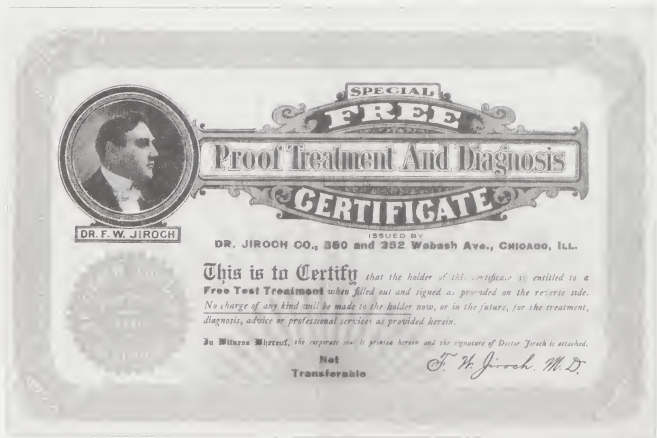 SPECIAL
FREE
Proof Treatment And Diagnosis
CERTIFICATE
DR. F. W. JIROCH
ISSUED BY
DR. JIROCH CO., 350 and 352 Wabash Ave., CHICAGO, ILL.
This is to Certify that the holder of this certificate is entitled to a
Free Test Treatment when filled out and signed as provided on the reverse side.
No charge of any kind will be made to the holder now, or in the future, for the treatment,
diagnosis, advice or professional services as provided herein.
In Witness Whereof, the corporate seal is printed hereon and the signature of Doctor Jiroch is attached.
Not
Transferable
F. W. Jiroch. M. D.